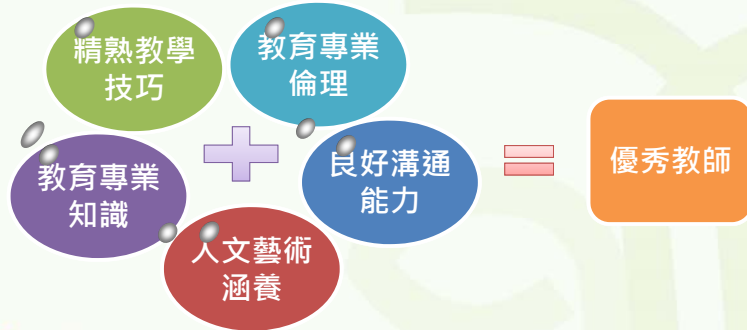 精熟教學
技巧
教育專業
倫理
教育專業
知識
良好溝通
能力
人文藝術
涵養
優秀教師